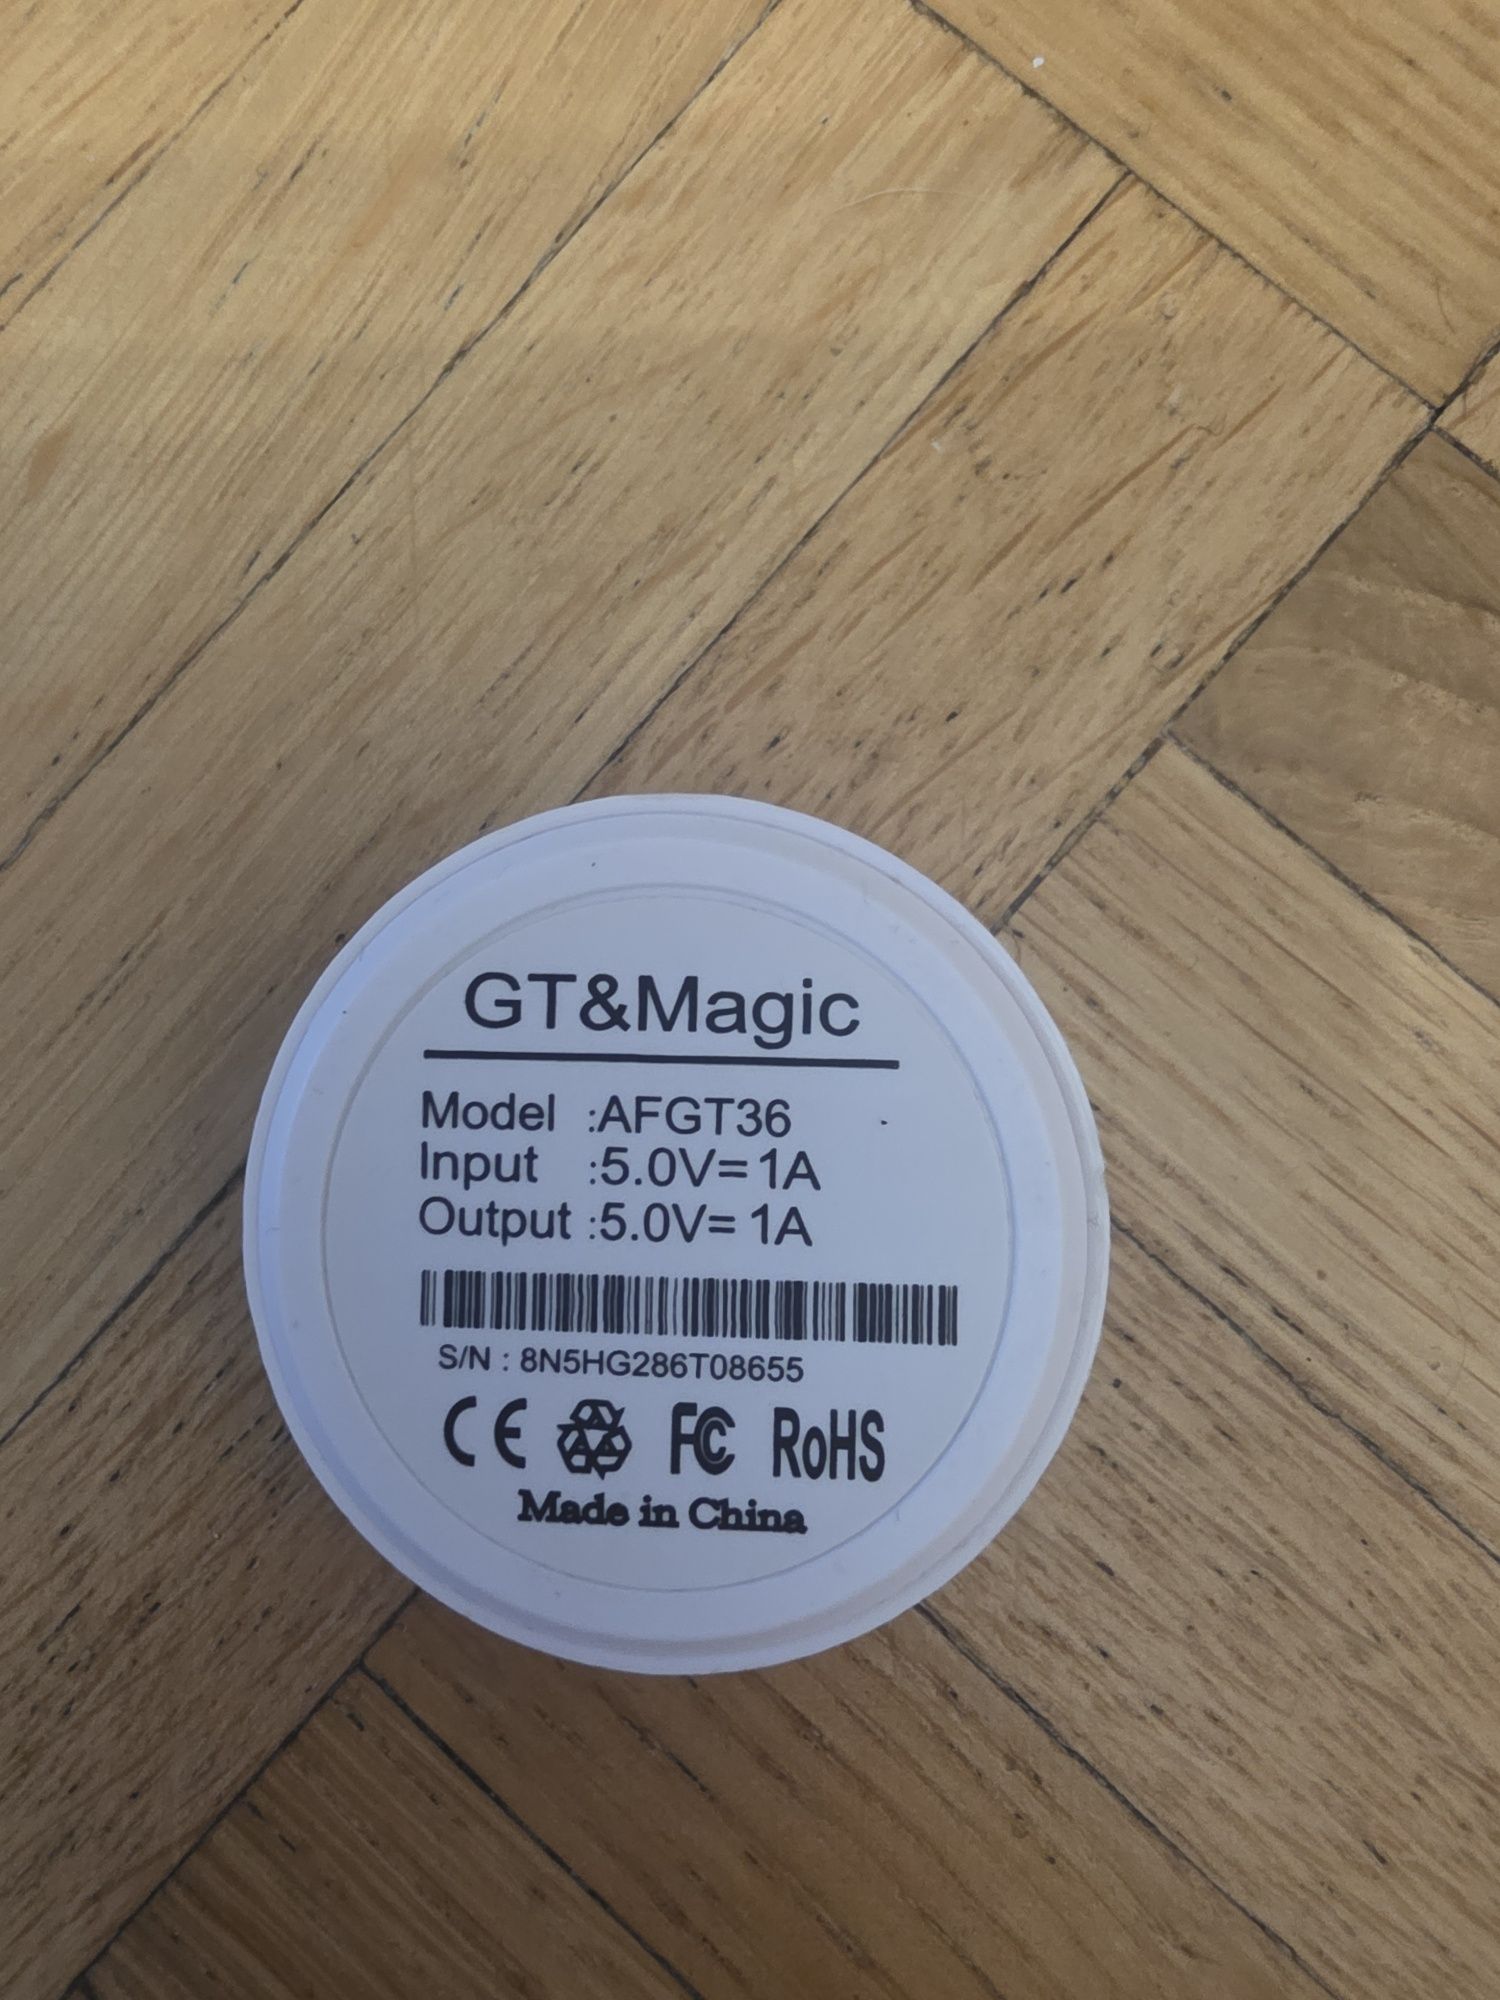 GT&Magic
Model :AFGT36
Input :5.0V= 1A
Output :5.0V= 1A
S/N : 8N5HG286T08655
CE FC RoHS
Made in China